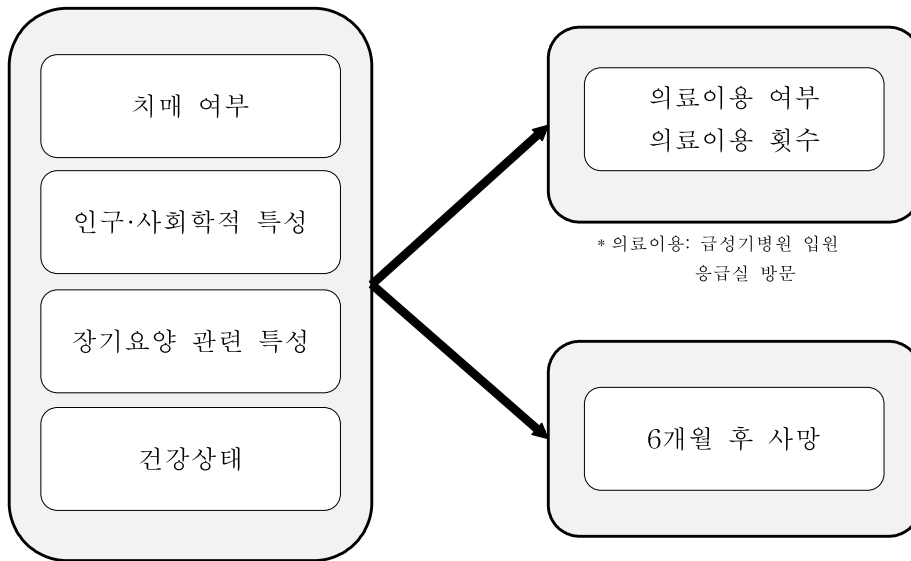 치매 여부
인구·사회학적 특성
장기요양 관련 특성
건강상태
의료이용 여부
의료이용 횟수
* 의료이용: 급성기병원 입원
응급실 방문
6개월 후 사망